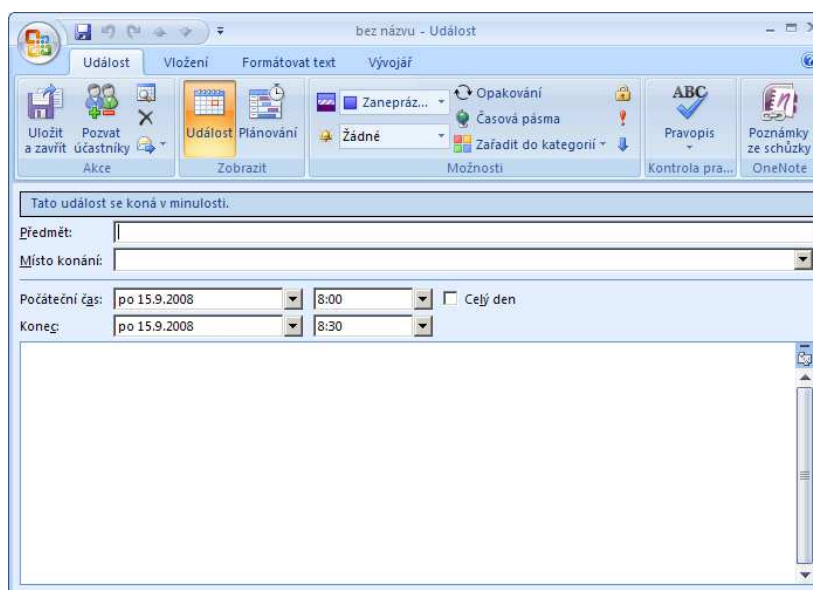 bez názvu - Událost
Událost Vložení Formátovat text Vývojář
Uložit a zavřít
Pozvat účastníky
Akce
Událost Plánování
Zobrazit
Zanepráz...
Žádné
Opakování
Časová pásma
Zařadit do kategorií
Možnosti
ABC
Pravopis
Kontrola pra...
Poznámky ze schůzky
OneNote
Tato událost se koná v minulosti.
Předmět:
Místo konání:
Počáteční čas: po 15.9.2008 8:00 Celý den
Konec: po 15.9.2008 8:30